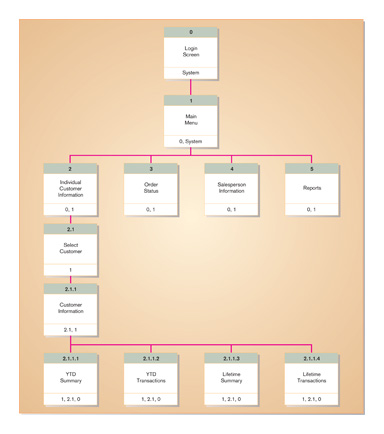 0
Login
Screen
System
1
Main
Menu
0, System
2
Individual
Customer
Information
0, 1
3
Order
Status
0, 1
4
Salesperson
Information
0, 1
5
Reports
0, 1
2.1
Select
Customer
1
2.1.1
Customer
Information
2.1, 1
2.1.1.1
YTD
Summary
1, 2.1, 0
2.1.1.2
YTD
Transactions
1, 2.1, 0
2.1.1.3
Lifetime
Summary
1, 2.1, 0
2.1.1.4
Lifetime
Transactions
1, 2.1, 0